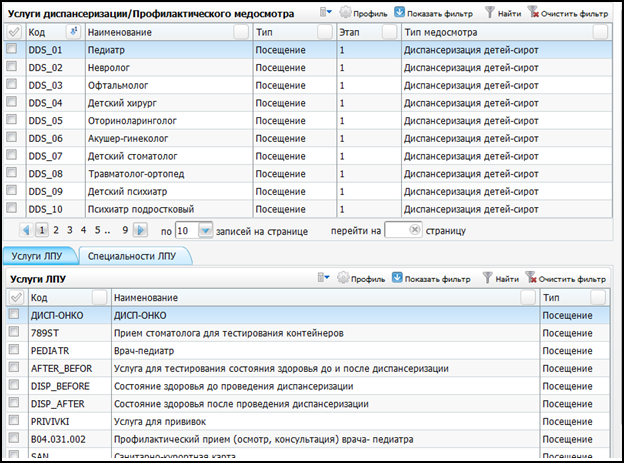 Услуги диспансеризации/Профилактического медосмотра Профиль Показать фильтр Найти Очистить фильтр
Код Наименование Тип Этап Тип медосмотра
DDS_01 Педиатр Посещение 1 Диспансеризация детей-сирот
DDS_02 Невролог Посещение 1 Диспансеризация детей-сирот
DDS_03 Офтальмолог Посещение 1 Диспансеризация детей-сирот
DDS_04 Детский хирург Посещение 1 Диспансеризация детей-сирот
DDS_05 Оториноларинголог Посещение 1 Диспансеризация детей-сирот
DDS_06 Акушер-гинеколог Посещение 1 Диспансеризация детей-сирот
DDS_07 Детский стоматолог Посещение 1 Диспансеризация детей-сирот
DDS_08 Травматолог-ортопед Посещение 1 Диспансеризация детей-сирот
DDS_09 Детский психиатр Посещение 1 Диспансеризация детей-сирот
DDS_10 Психиатр подростковый Посещение 1 Диспансеризация детей-сирот
1 2 3 4 5 .. 9 по 10 записей на странице перейти на страницу
Услуги ЛПУ Специальности ЛПУ
Услуги ЛПУ Профиль Показать фильтр Найти Очистить фильтр
Код Наименование Тип
ДИСП-ОНКО ДИСП-ОНКО Посещение
789ST Прием стоматолога для тестирования контейнеров Посещение
PEDIATR Врач-педиатр Посещение
AFTER_BEFOR Услуга для тестирования состояния здоровья до и после диспансеризации Посещение
DISP_BEFORE Состояние здоровья до проведения диспансеризации Посещение
DISP_AFTER Состояние здоровья после проведения диспансеризации Посещение
PRIVIVKI Услуга для прививок Посещение
B04.031.002 Профилактический прием (осмотр, консультация) врача- педиатра Посещение
SAN Санитарно-курортная карта Посещение